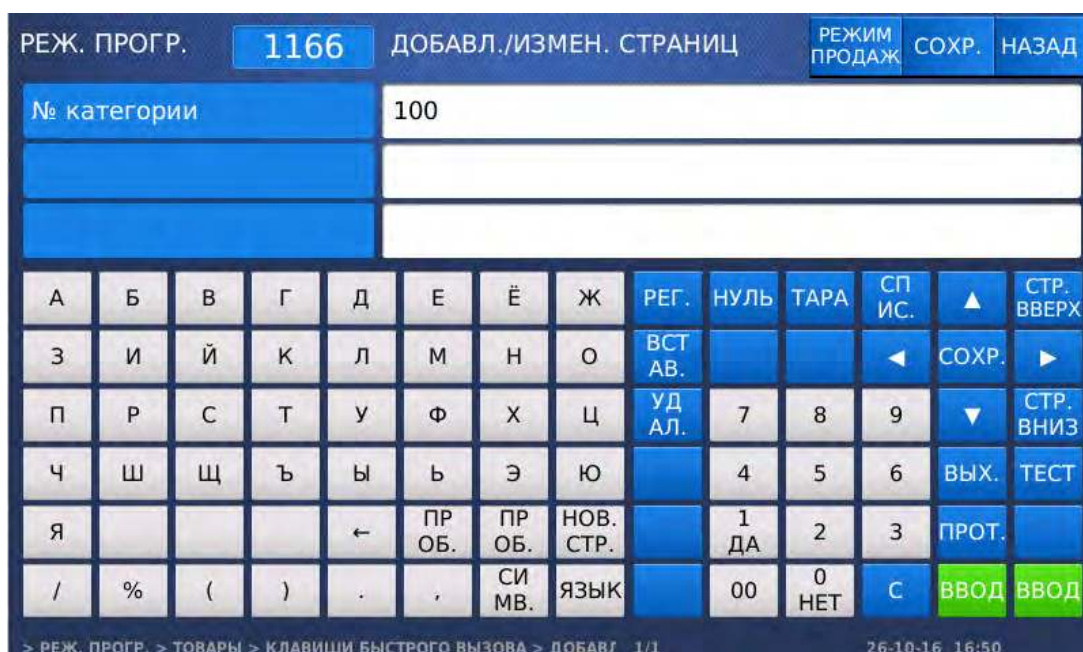 РЕЖ. ПРОГР. 1166 ДОБАВЛ./ИЗМЕН. СТРАНИЦ РЕЖИМ ПРОДАЖ СОХР. НАЗАД
№ категории 100
А Б В Г Д Е Ё Ж РЕГ. НУЛЬ ТАРА СП ИС. ▲ СТР. ВВЕРХ
З И Й К Л М Н О ВСТ АВ. ◀ СОХР. ▶
П Р С Т У Ф Х Ц УД АЛ. 7 8 9 ▼ СТР. ВНИЗ
Ч Ш Щ Ъ Ы Ь Э Ю 4 5 6 ВЫХ. ТЕСТ
Я ← ПР ОБ. ПР ОБ. НОВ. СТР. 1 ДА 2 3 ПРОТ.
/ % ( ) . , СИ МВ. ЯЗЫК 00 0 НЕТ C ВВОД ВВОД
> РЕЖ. ПРОГР. > ТОВАРЫ > КЛАВИШИ БЫСТРОГО ВЫЗОВА > ДОБАВЛ 1/1 26-10-16 16:50